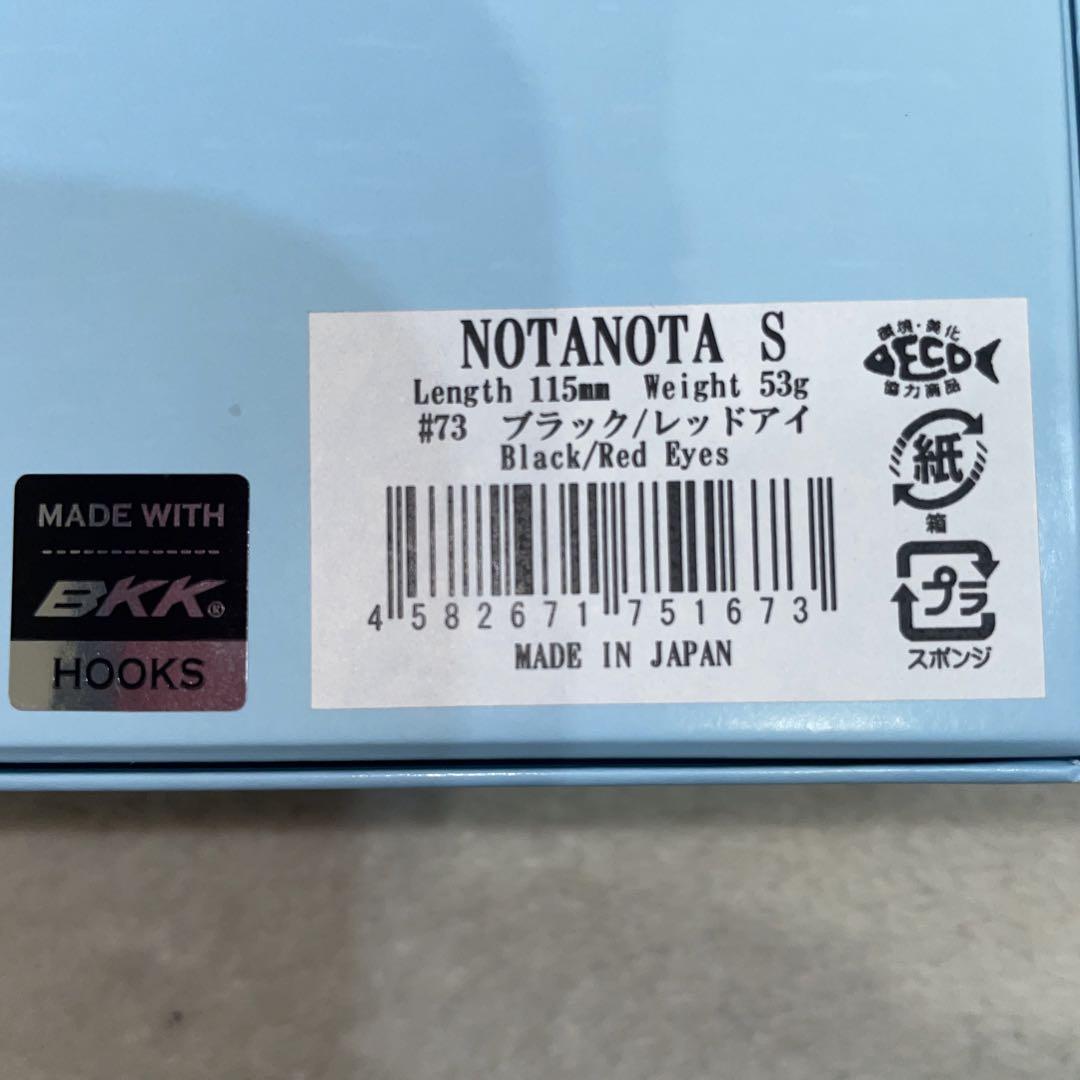 NOTANOTA S
Length 115mm Weight 53g
#73 ブラック/レッドアイ
Black/Red Eyes
4 582671 751673
MADE IN JAPAN
環境・美化
ECO
協力商品
紙
箱
プラ
スポンジ
MADE WITH
BKK®
HOOKS